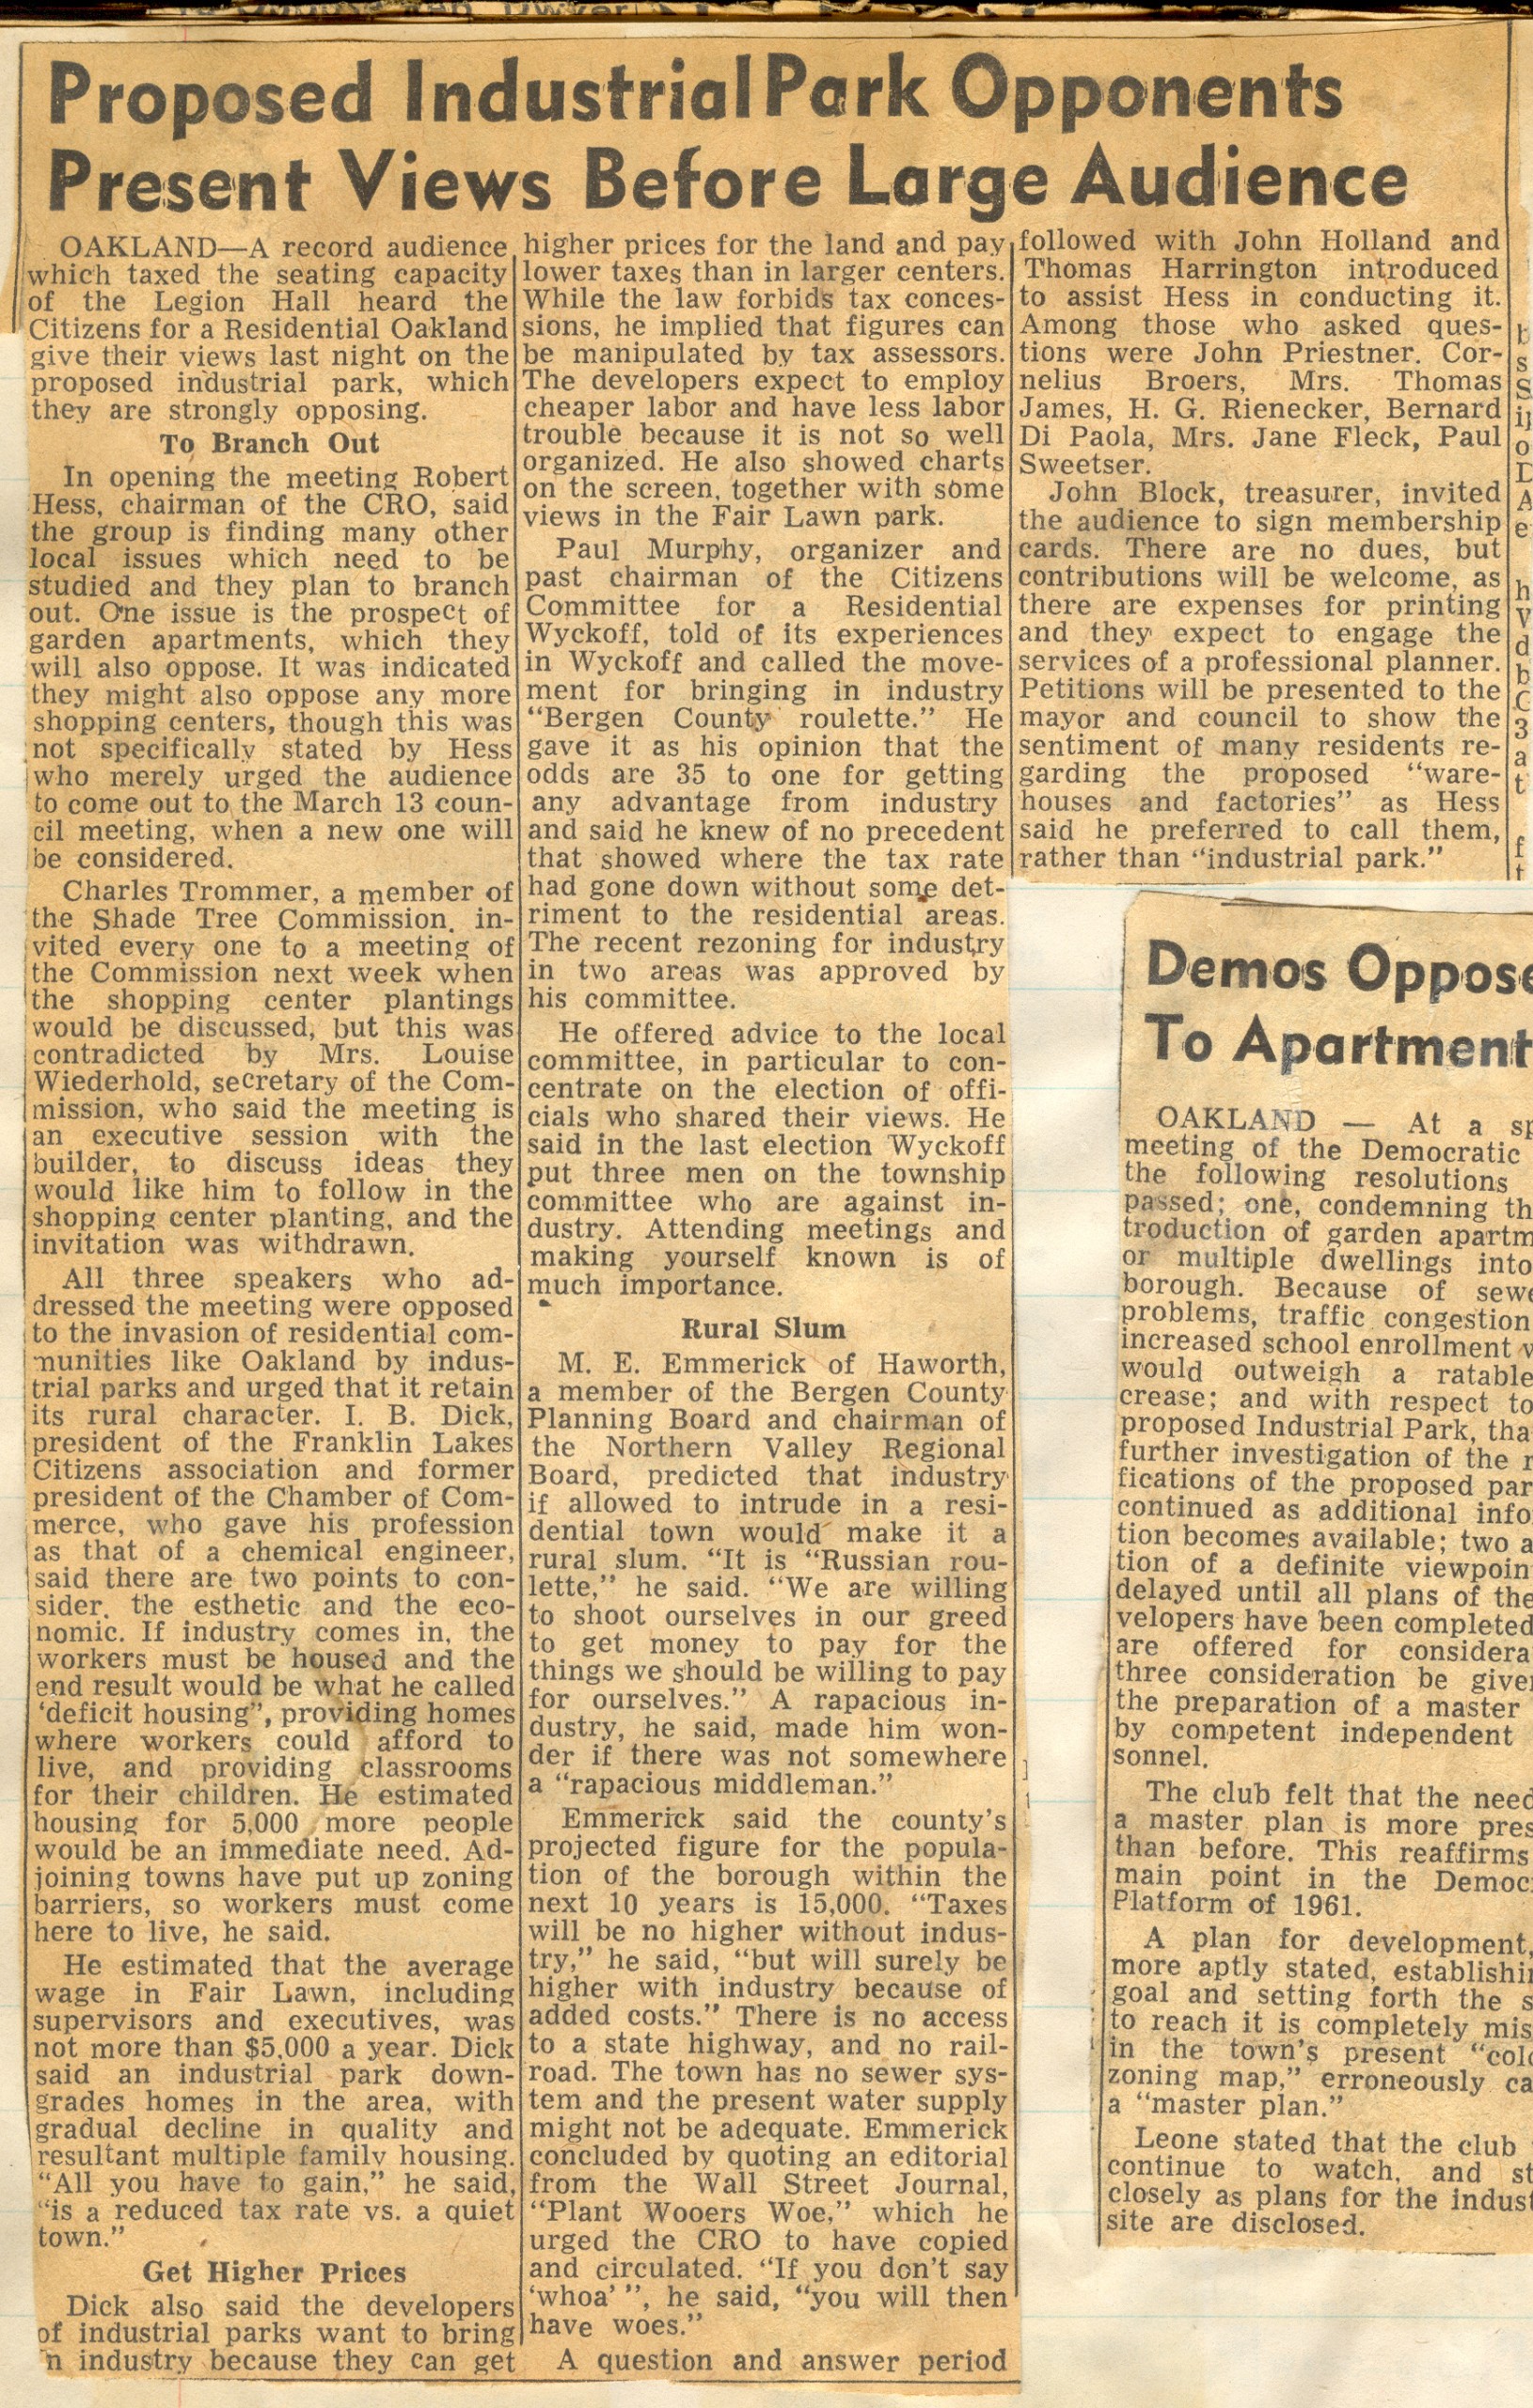 Proposed Industrial Park Opponents
Present Views Before Large Audience
OAKLAND—A record audience
which taxed the seating capacity
of the Legion Hall heard the
Citizens for a Residential Oakland
give their views last night on the
proposed industrial park, which
they are strongly opposing.
To Branch Out
In opening the meeting Robert
Hess, chairman of the CRO, said
the group is finding many other
local issues which need to be
studied and they plan to branch
out. One issue is the prospect of
garden apartments, which they
will also oppose. It was indicated
they might also oppose any more
shopping centers, though this was
not specifically stated by Hess
who merely urged the audience
to come out to the March 13 coun-
cil meeting, when a new one will
be considered.
Charles Trommer, a member of
the Shade Tree Commission, in-
vited every one to a meeting of
the Commission next week when
the shopping center plantings
would be discussed, but this was
contradicted by Mrs. Louise
Wiederhold, secretary of the Com-
mission, who said the meeting is
an executive session with the
builder, to discuss ideas they
would like him to follow in the
shopping center planting, and the
invitation was withdrawn.
All three speakers who ad-
dressed the meeting were opposed
to the invasion of residential com-
munities like Oakland by indus-
trial parks and urged that it retain
its rural character. I. B. Dick,
president of the Franklin Lakes
Citizens association and former
president of the Chamber of Com-
merce, who gave his profession
as that of a chemical engineer,
said there are two points to con-
sider, the esthetic and the eco-
nomic. If industry comes in, the
workers must be housed and the
end result would be what he called
'deficit housing", providing homes
where workers could afford to
live, and providing classrooms
for their children. He estimated
housing for 5,000 more people
would be an immediate need. Ad-
joining towns have put up zoning
barriers, so workers must come
here to live, he said.
He estimated that the average
wage in Fair Lawn, including
supervisors and executives, was
not more than $5,000 a year. Dick
said an industrial park down-
grades homes in the area, with
gradual decline in quality and
resultant multiple family housing.
"All you have to gain," he said,
"is a reduced tax rate vs. a quiet
town."
Get Higher Prices
Dick also said the developers
of industrial parks want to bring
n industry because they can get
higher prices for the land and pay
lower taxes than in larger centers.
While the law forbids tax conces-
sions, he implied that figures can
be manipulated by tax assessors.
The developers expect to employ
cheaper labor and have less labor
trouble because it is not so well
organized. He also showed charts
on the screen, together with some
views in the Fair Lawn park.
Paul Murphy, organizer and
past chairman of the Citizens
Committee for a Residential
Wyckoff, told of its experiences
in Wyckoff and called the move-
ment for bringing in industry
"Bergen County roulette." He
gave it as his opinion that the
odds are 35 to one for getting
any advantage from industry
and said he knew of no precedent
that showed where the tax rate
had gone down without some det-
riment to the residential areas.
The recent rezoning for industry
in two areas was approved by
his committee.
He offered advice to the local
committee, in particular to con-
centrate on the election of offi-
cials who shared their views. He
said in the last election Wyckoff
put three men on the township
committee who are against in-
dustry. Attending meetings and
making yourself known is of
much importance.
Rural Slum
M. E. Emmerick of Haworth,
a member of the Bergen County
Planning Board and chairman of
the Northern Valley Regional
Board, predicted that industry
if allowed to intrude in a resi-
dential town would make it a
rural slum. "It is "Russian rou-
lette," he said. "We are willing
to shoot ourselves in our greed
to get money to pay for the
things we should be willing to pay
for ourselves." A rapacious in-
dustry, he said, made him won-
der if there was not somewhere
a "rapacious middleman."
Emmerick said the county's
projected figure for the popula-
tion of the borough within the
next 10 years is 15,000. "Taxes
will be no higher without indus-
try," he said, "but will surely be
higher with industry because of
added costs." There is no access
to a state highway, and no rail-
road. The town has no sewer sys-
tem and the present water supply
might not be adequate. Emmerick
concluded by quoting an editorial
from the Wall Street Journal,
"Plant Wooers Woe," which he
urged the CRO to have copied
and circulated. "If you don't say
'whoa' ", he said, "you will then
have woes."
A question and answer period
followed with John Holland and
Thomas Harrington introduced
to assist Hess in conducting it.
Among those who asked ques-
tions were John Priestner. Cor-
nelius Broers, Mrs. Thomas
James, H. G. Rienecker, Bernard
Di Paola, Mrs. Jane Fleck, Paul
Sweetser.
John Block, treasurer, invited
the audience to sign membership
cards. There are no dues, but
contributions will be welcome, as
there are expenses for printing
and they expect to engage the
services of a professional planner.
Petitions will be presented to the
mayor and council to show the
sentiment of many residents re-
garding the proposed "ware-
houses and factories" as Hess
said he preferred to call them,
rather than "industrial park."
Demos Oppose
To Apartment
OAKLAND — At a sp
meeting of the Democratic
the following resolutions
passed; one, condemning th
troduction of garden apartm
or multiple dwellings into
borough. Because of sewe
problems, traffic congestion
increased school enrollment w
would outweigh a ratable
crease; and with respect to
proposed Industrial Park, tha
further investigation of the r
fications of the proposed par
continued as additional info
tion becomes available; two a
tion of a definite viewpoin
delayed until all plans of the
velopers have been completed
are offered for considera
three consideration be give
the preparation of a master
by competent independent
sonnel.
The club felt that the need
a master plan is more pres
than before. This reaffirms
main point in the Democ
Platform of 1961.
A plan for development,
more aptly stated, establishi
goal and setting forth the s
to reach it is completely mis
in the town's present "colo
zoning map," erroneously ca
a "master plan."
Leone stated that the club
continue to watch, and st
closely as plans for the indust
site are disclosed.